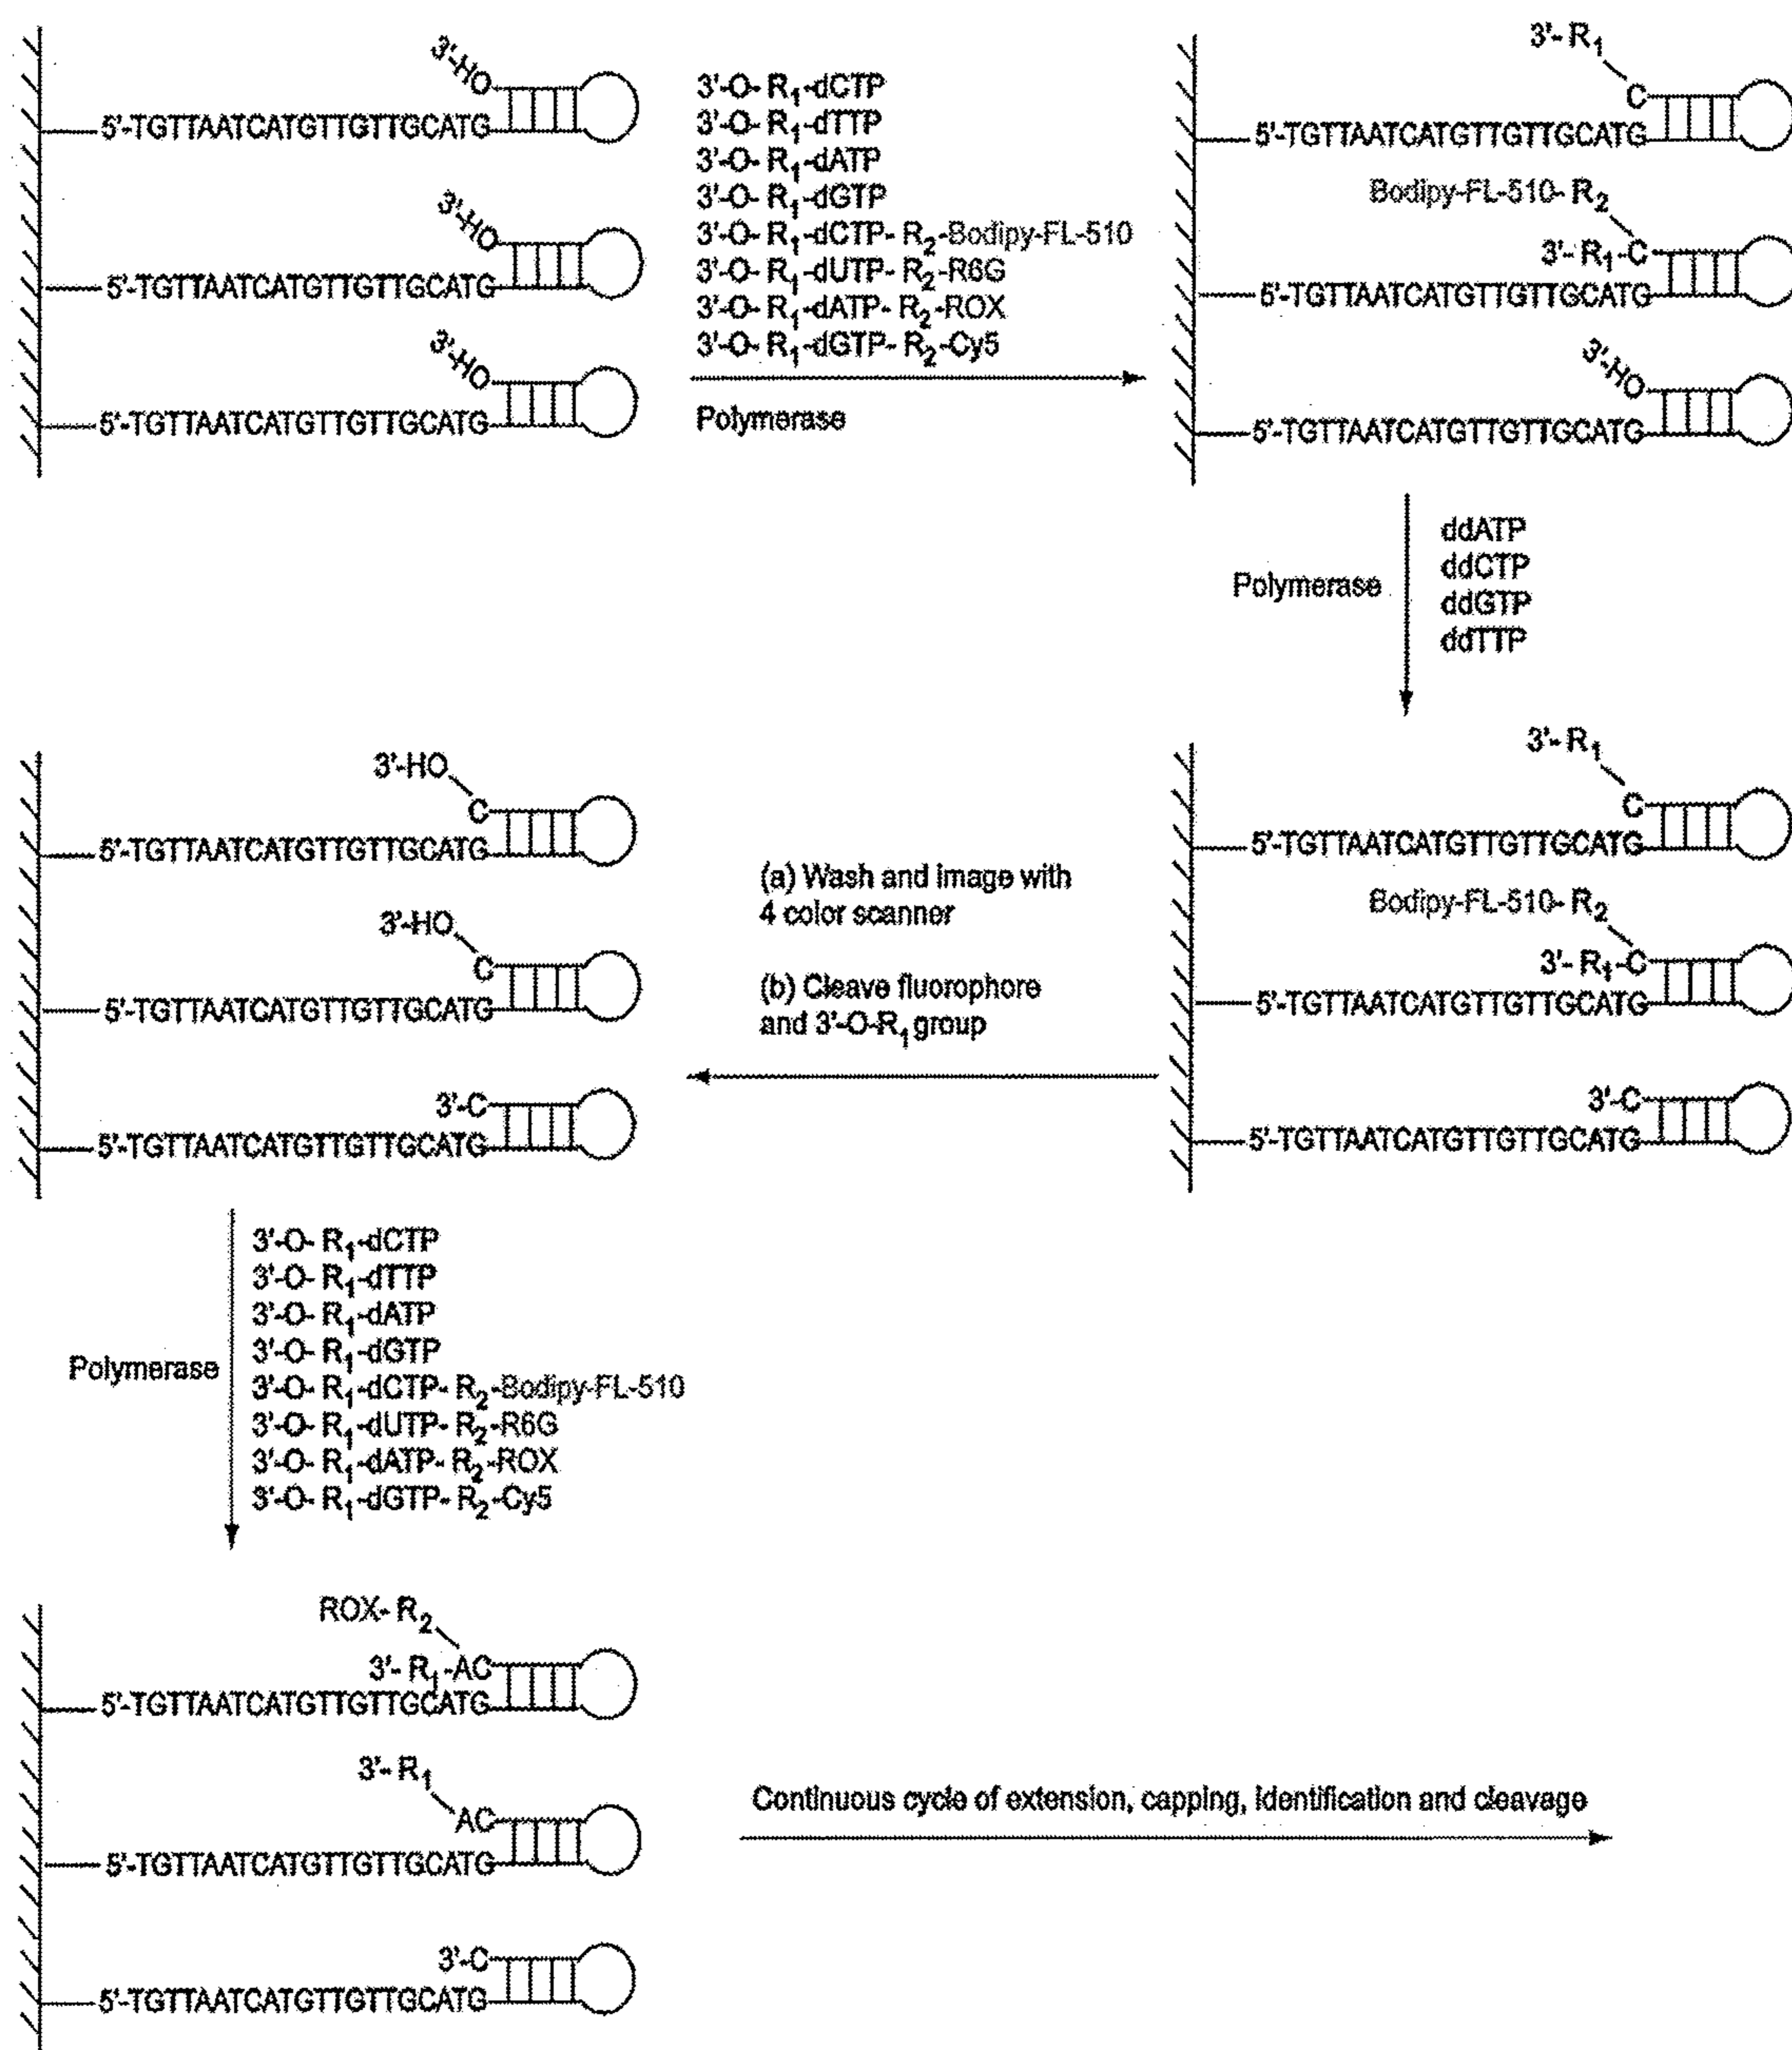 3'-HO
5'-TGTTAATCATGTTGTTGCATG
3'-HO
5'-TGTTAATCATGTTGTTGCATG
3'-HO
5'-TGTTAATCATGTTGTTGCATG
3'-O- R1-dCTP
3'-O- R1-dTTP
3'-O- R1-dATP
3'-O- R1-dGTP
3'-O- R1-dCTP- R2-Bodipy-FL-510
3'-O- R1-dUTP- R2-R6G
3'-O- R1-dATP- R2-ROX
3'-O- R1-dGTP- R2-Cy5
Polymerase
3'- R1
C
5'-TGTTAATCATGTTGTTGCATG
Bodipy-FL-510- R2
3'- R1-C
5'-TGTTAATCATGTTGTTGCATG
3'-HO
5'-TGTTAATCATGTTGTTGCATG
Polymerase
ddATP
ddCTP
ddGTP
ddTTP
3'- R1
C
5'-TGTTAATCATGTTGTTGCATG
Bodipy-FL-510- R2
3'- R1-C
5'-TGTTAATCATGTTGTTGCATG
3'-C
5'-TGTTAATCATGTTGTTGCATG
(a) Wash and image with
4 color scanner
(b) Cleave fluorophore
and 3'-O-R1 group
3'-HO
C
5'-TGTTAATCATGTTGTTGCATG
3'-HO
C
5'-TGTTAATCATGTTGTTGCATG
3'-C
5'-TGTTAATCATGTTGTTGCATG
Polymerase
3'-O- R1-dCTP
3'-O- R1-dTTP
3'-O- R1-dATP
3'-O- R1-dGTP
3'-O- R1-dCTP- R2-Bodipy-FL-510
3'-O- R1-dUTP- R2-R6G
3'-O- R1-dATP- R2-ROX
3'-O- R1-dGTP- R2-Cy5
ROX- R2
3'- R1-AC
5'-TGTTAATCATGTTGTTGCATG
3'- R1
AC
5'-TGTTAATCATGTTGTTGCATG
3'-C
5'-TGTTAATCATGTTGTTGCATG
Continuous cycle of extension, capping, identification and cleavage